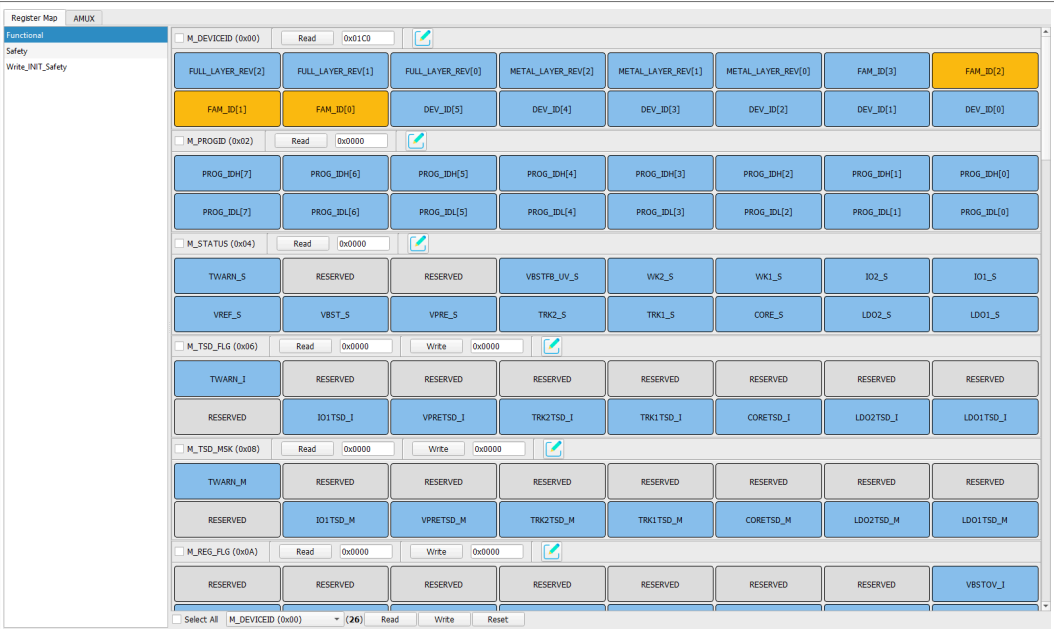 Register Map AMUX
Functional
Safety
Write_INIT_Safety
M_DEVICEID (0x00) Read 0x01C0
FULL_LAYER_REV[2] FULL_LAYER_REV[1] FULL_LAYER_REV[0] METAL_LAYER_REV[2] METAL_LAYER_REV[1] METAL_LAYER_REV[0] FAM_ID[3] FAM_ID[2]
FAM_ID[1] FAM_ID[0] DEV_ID[5] DEV_ID[4] DEV_ID[3] DEV_ID[2] DEV_ID[1] DEV_ID[0]
M_PROGID (0x02) Read 0x0000
PROG_IDH[7] PROG_IDH[6] PROG_IDH[5] PROG_IDH[4] PROG_IDH[3] PROG_IDH[2] PROG_IDH[1] PROG_IDH[0]
PROG_IDL[7] PROG_IDL[6] PROG_IDL[5] PROG_IDL[4] PROG_IDL[3] PROG_IDL[2] PROG_IDL[1] PROG_IDL[0]
M_STATUS (0x04) Read 0x0000
TWARN_S RESERVED RESERVED VBSTFB_UV_S WK2_S WK1_S IO2_S IO1_S
VREF_S VBST_S VPRE_S TRK2_S TRK1_S CORE_S LDO2_S LDO1_S
M_TSD_FLG (0x06) Read 0x0000 Write 0x0000
TWARN_I RESERVED RESERVED RESERVED RESERVED RESERVED RESERVED RESERVED
RESERVED IO1TSD_I VPRETSD_I TRK2TSD_I TRK1TSD_I CORETSD_I LDO2TSD_I LDO1TSD_I
M_TSD_MSK (0x08) Read 0x0000 Write 0x0000
TWARN_M RESERVED RESERVED RESERVED RESERVED RESERVED RESERVED RESERVED
RESERVED IO1TSD_M VPRETSD_M TRK2TSD_M TRK1TSD_M CORETSD_M LDO2TSD_M LDO1TSD_M
M_REG_FLG (0x0A) Read 0x0000 Write 0x0000
RESERVED RESERVED RESERVED RESERVED RESERVED RESERVED RESERVED VBSTOV_I
Select All M_DEVICEID (0x00) (26) Read Write Reset